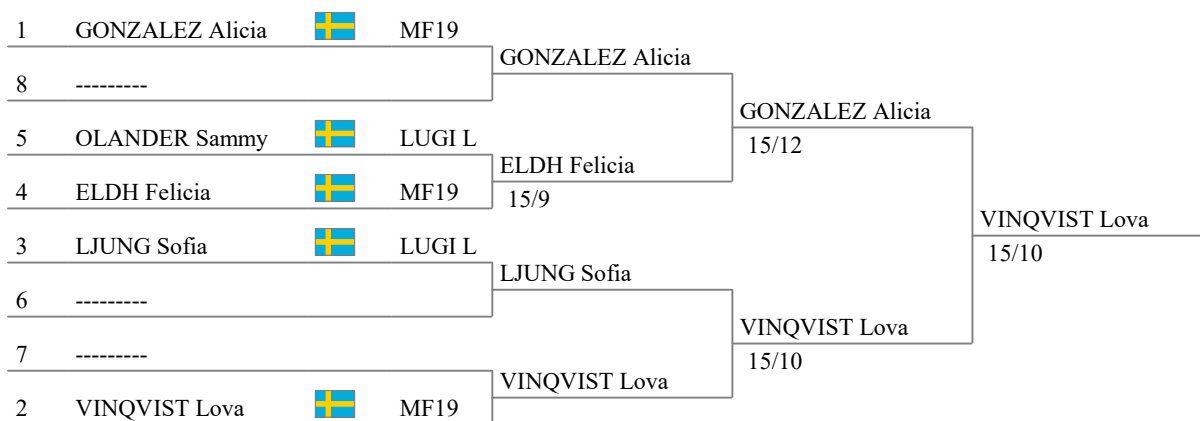 1 GONZALEZ Alicia MF19
GONZALEZ Alicia
8 ---------
GONZALEZ Alicia
15/12
5 OLANDER Sammy LUGI L
ELDH Felicia
15/9
4 ELDH Felicia MF19
VINQVIST Lova
15/10
3 LJUNG Sofia LUGI L
LJUNG Sofia
6 ---------
VINQVIST Lova
15/10
7 ---------
VINQVIST Lova
2 VINQVIST Lova MF19